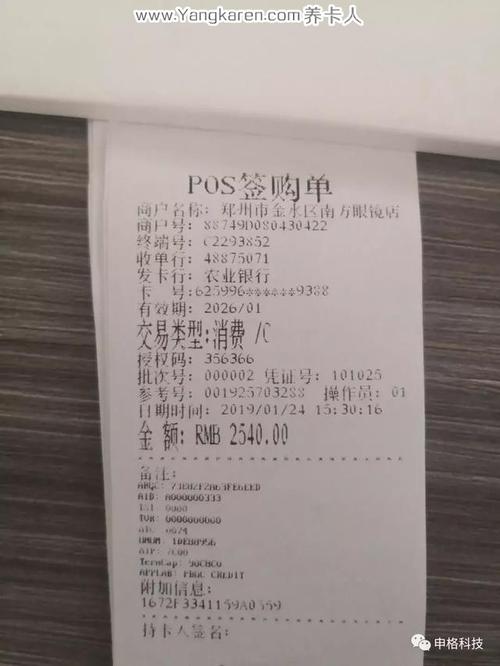 www.Yangkaren.com养卡人
POS签购单
商户名称: 郑州市金水区南方眼镜店
商户号: 88749D080430422
终端号: C2293852
收单行: 48875071
发卡行: 农业银行
卡 号:625996******9388
有效期: 2026/01
交易类型:消费 /C
授权码: 356366
批次号: 000002 凭证号: 101025
参考号: 001925703288 操作员: 01
日期时间: 2019/01/24 15:30:16
金 额: RMB 2540.00
备注:
AID: A000000333
TVR: 0000000000
APPLAB: PBOC CREDIT
附加信息:
1672F3341159A0559
持卡人签名:
申格科技